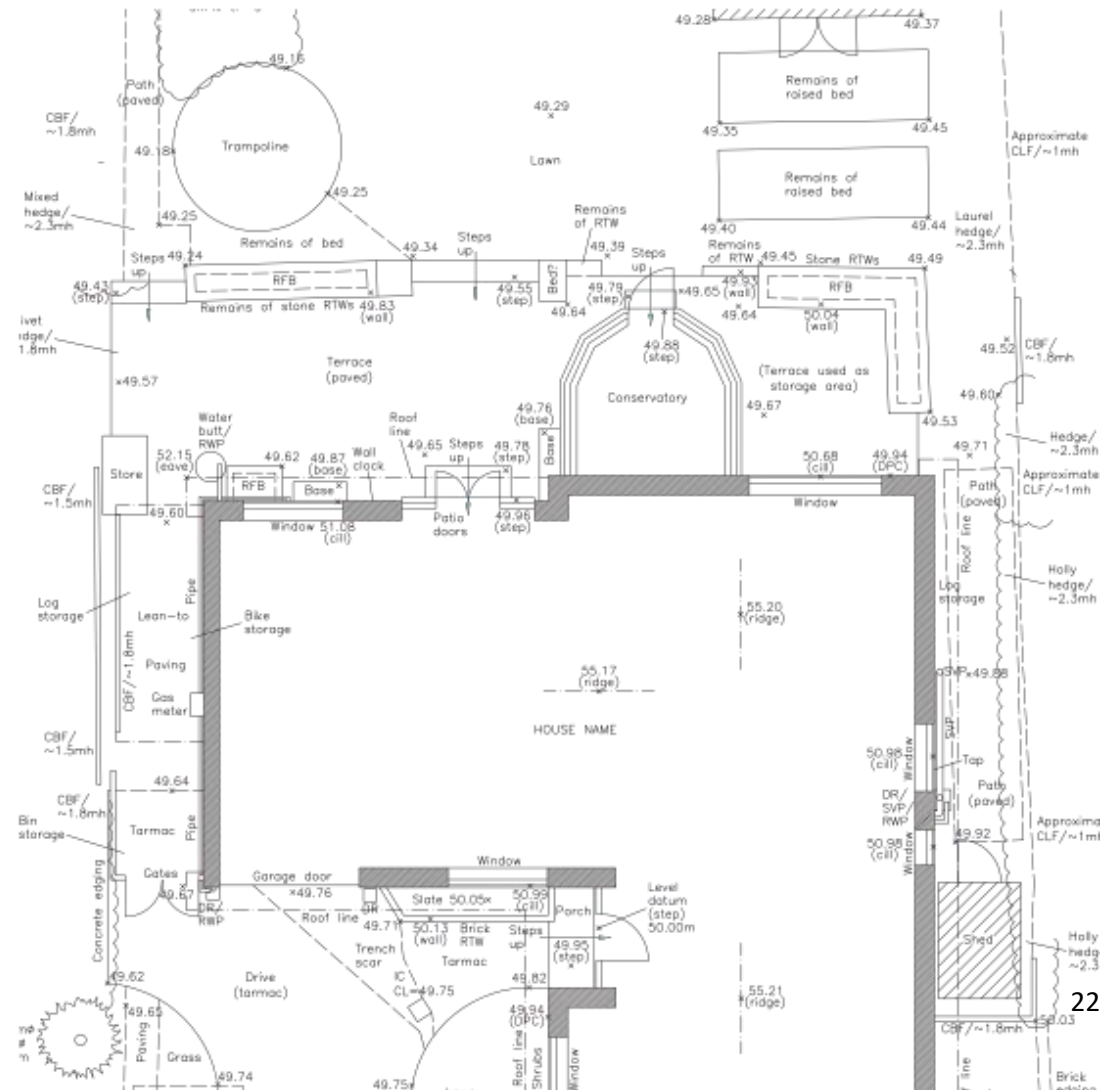 49.28
49.37
49.16
Path
(paved)
Remains of
raised bed
CBF/
~1.8mh
49.29
49.18
Trampoline
49.35
49.45
Approximate
CLF/~1mh
Lawn
Remains of
raised bed
Mixed
hedge/
~2.3mh
49.25
49.25
Remains
of RTW
49.40
49.44
Laurel
hedge/
~2.3mh
Remains of bed
49.34
Steps
up
49.39
Steps
up
Remains
of RTW
49.45
Stone RTWs
49.49
Steps
up
49.24
RFB
49.43
(step)
Remains of stone RTWs
49.83
(wall)
49.55
(step)
Bed?
49.64
49.79
(step)
49.65
49.93
(wall)
49.64
RFB
50.04
(wall)
ivet
dge/
1.8mh
49.88
(step)
49.52
CBF/
~1.8mh
49.57
Terrace
(paved)
(Terrace used as
storage area)
49.60
Conservatory
49.67
49.53
Water
butt/
RWP
Roof
line
49.76
(base)
Hedge/
~2.3mh
52.15
(eave)
49.62
49.87
(base)
Wall
clock
49.65
Steps
up
49.78
(step)
Base
50.68
(cill)
49.94
(DPC)
49.71
Approximate
CLF/~1mh
Store
CBF/
~1.5mh
RFB
Base
Path
(paved)
49.60
Window
51.08
(cill)
Patio
doors
49.96
(step)
Window
Roof line
Holly
hedge/
~2.3mh
Log
storage
Pipe
Lean-to
Bike
storage
Log
storage
55.20
(ridge)
CBF/~1.8mh
Paving
55.17
(ridge)
SVP
49.88
Gas
meter
HOUSE NAME
SVP
CBF/
~1.5mh
50.98
(cill)
Window
Tap
49.64
CBF/
~1.8mh
Path
(paved)
DR/
SVP/
RWP
Bin
storage
Tarmac
Pipe
49.92
Approxima
CLF/~1m
50.98
(cill)
Window
Gates
Garage door
Window
49.67
49.76
Slate 50.05
50.99
(cill)
Level
datum
(step)
50.00m
Concrete edging
DR/
RWP
Roof line
DR
49.71
50.13
(wall)
Brick
RTW
Porch
Steps
up
Shed
Holly
hedg
~2.3
Trench
scar
Tarmac
49.95
(step)
49.62
Drive
(tarmac)
IC
CL=49.75
49.82
55.21
(ridge)
22
49.65
49.94
(DPC)
50.03
CBF/~1.8mh
Paving
Grass
49.74
49.75
Roof line
Shrubs
Window
line
Brick